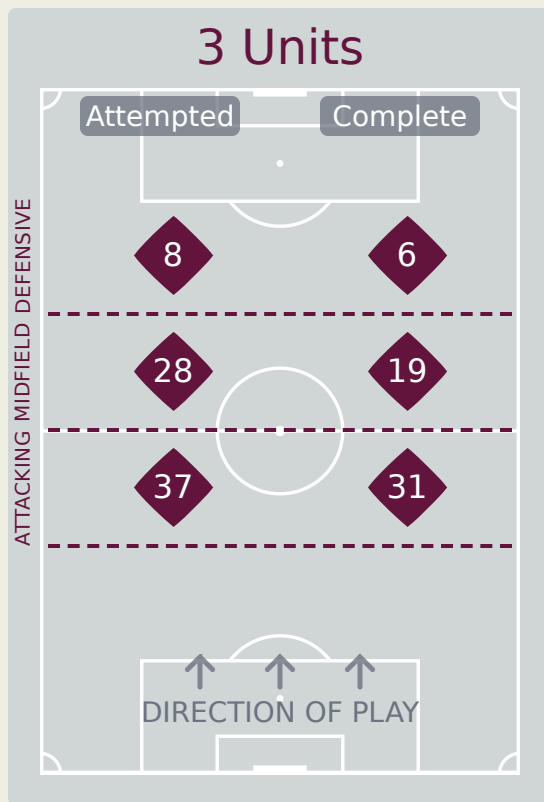 3 Units
Attempted Complete
8 6
28 19
37 31
ATTACKING MIDFIELD DEFENSIVE
DIRECTION OF PLAY